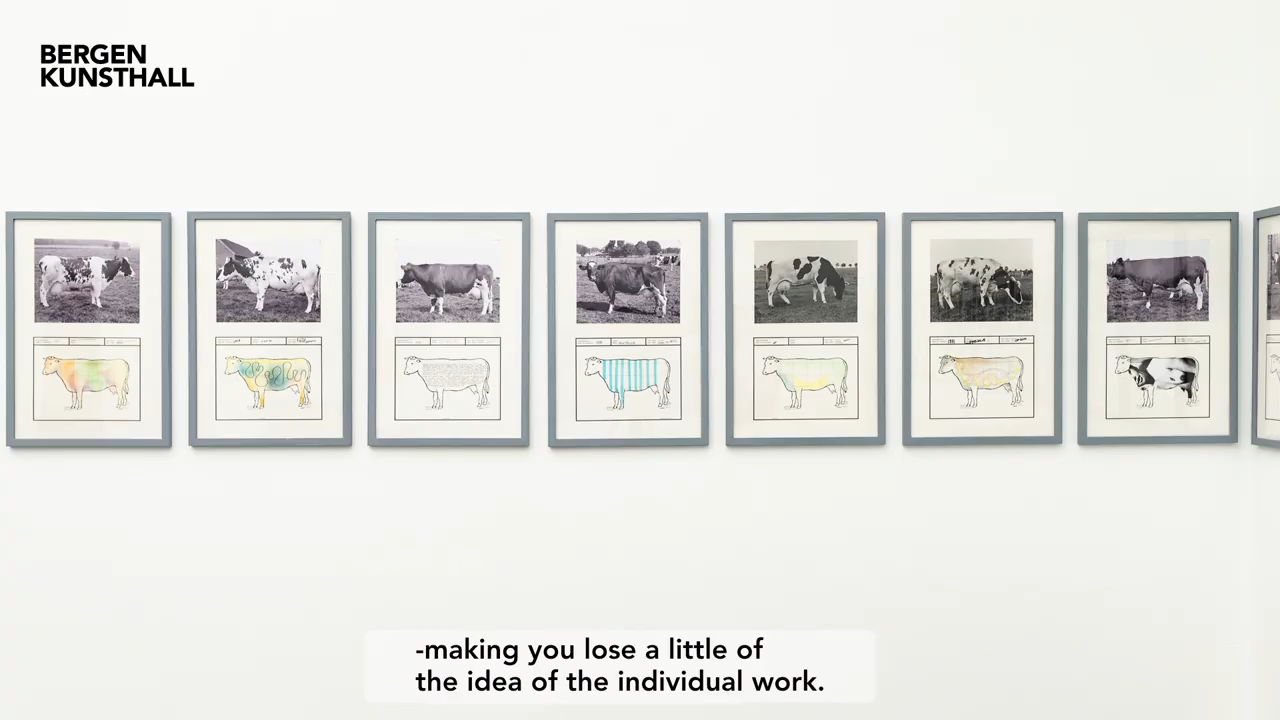 BERGEN
KUNSTHALL
-making you lose a little of
the idea of the individual work.